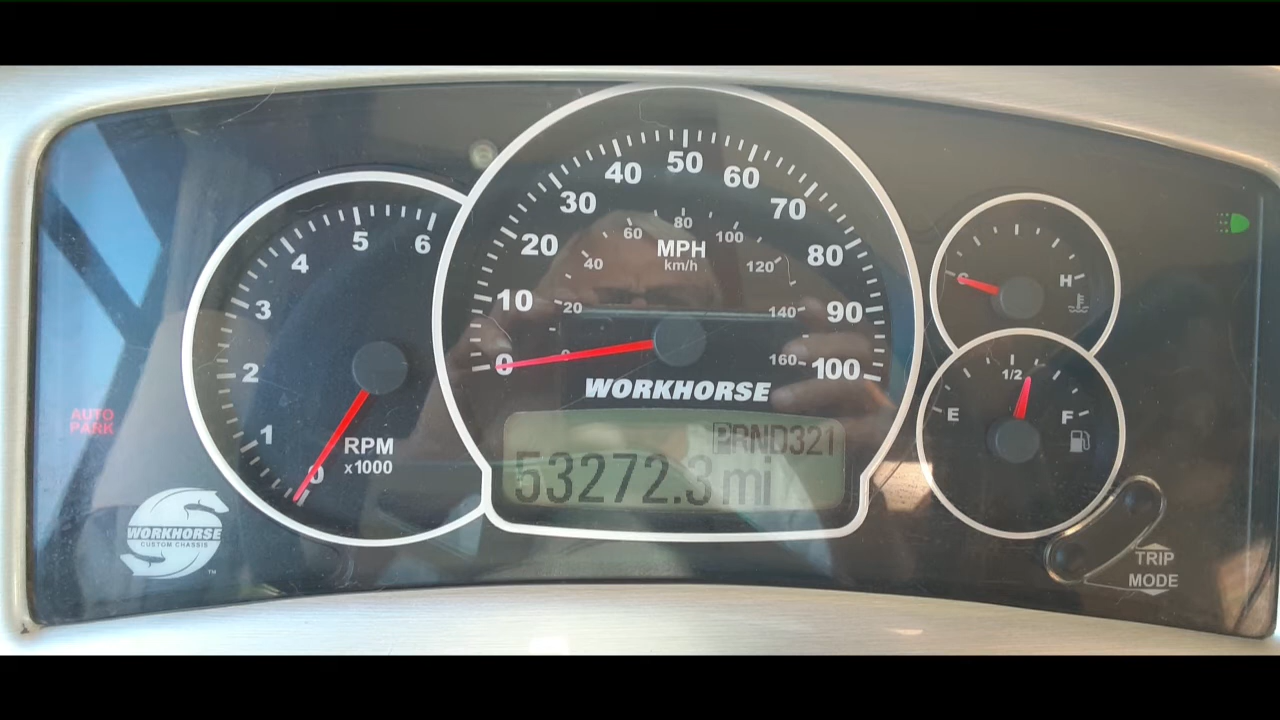 0
1
2
3
4
5
6
RPM
x1000
0
10
20
30
40
50
60
70
80
90
100
0
20
40
60
80
100
120
140
160
MPH
km/h
WORKHORSE
PRND321
53272.3 mi
C
H
E
1/2
F
AUTO
PARK
WORKHORSE
CUSTOM CHASSIS
™
TRIP
MODE